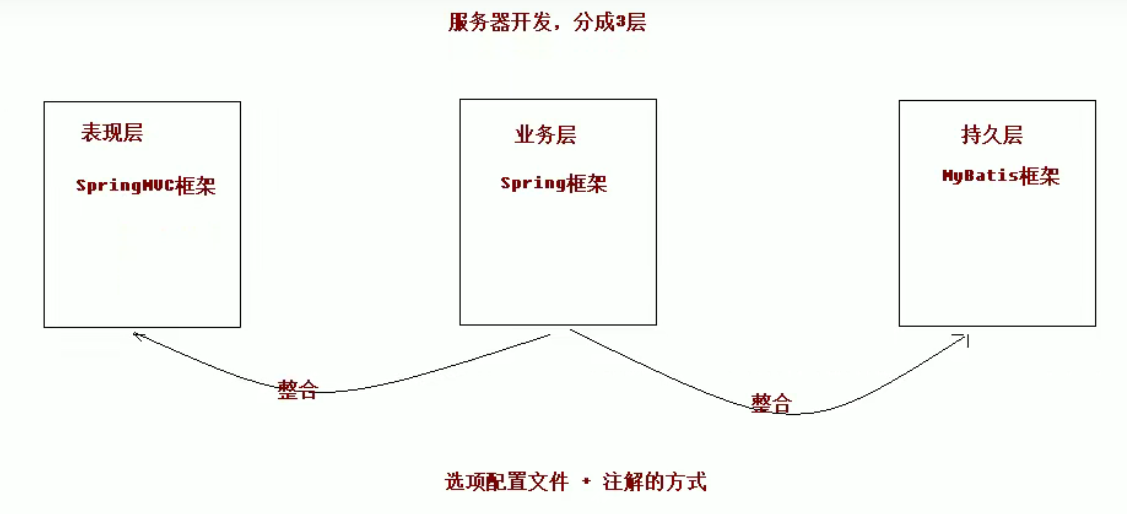 服务器开发，分成3层
表现层
SpringMVC框架
业务层
Spring框架
持久层
MyBatis框架
整合
整合
选项配置文件 + 注解的方式